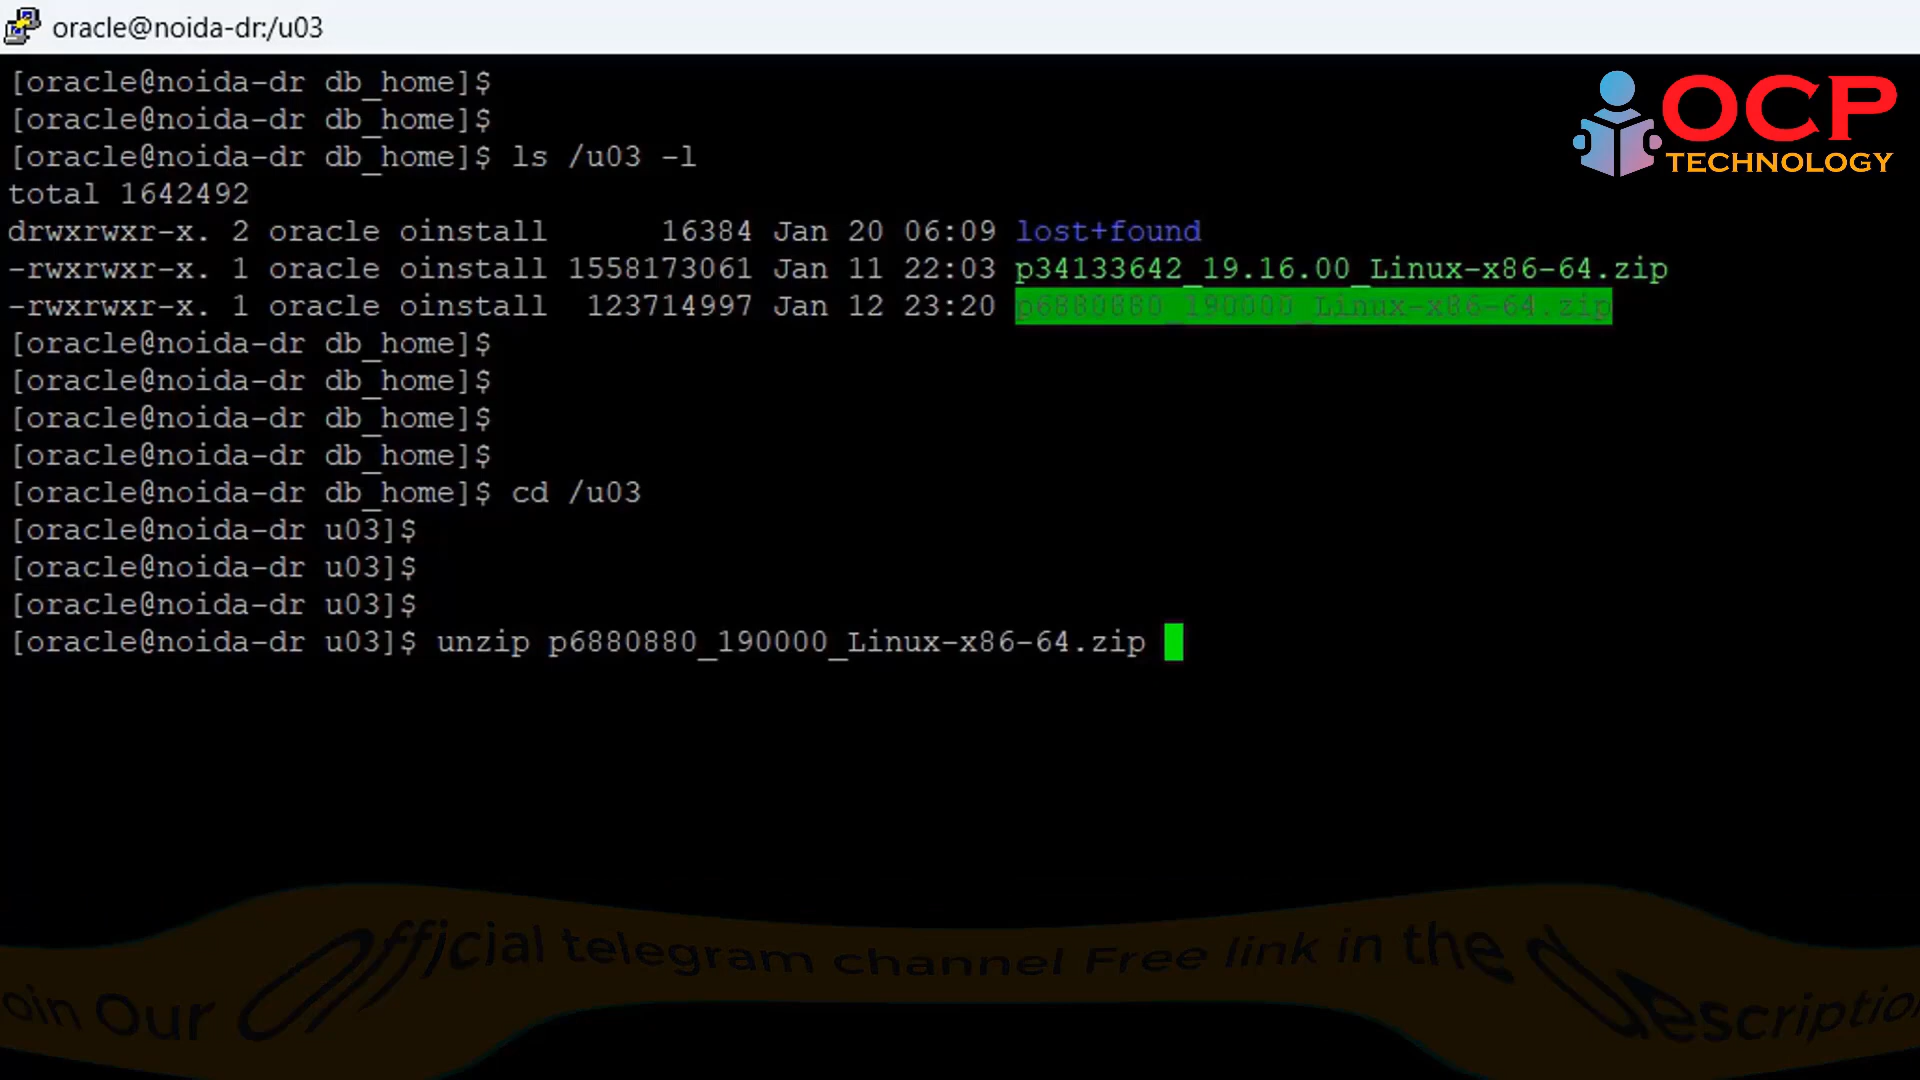 oracle@noida-dr:/u03
[oracle@noida-dr db_home]$
[oracle@noida-dr db_home]$
[oracle@noida-dr db_home]$ ls /u03 -l
total 1642492
drwxrwxr-x. 2 oracle oinstall 16384 Jan 20 06:09 lost+found
-rwxrwxr-x. 1 oracle oinstall 1558173061 Jan 11 22:03 p34133642_19.16.00_Linux-x86-64.zip
-rwxrwxr-x. 1 oracle oinstall 123714997 Jan 12 23:20 p6880880_190000_Linux-x86-64.zip
[oracle@noida-dr db_home]$
[oracle@noida-dr db_home]$
[oracle@noida-dr db_home]$
[oracle@noida-dr db_home]$
[oracle@noida-dr db_home]$ cd /u03
[oracle@noida-dr u03]$
[oracle@noida-dr u03]$
[oracle@noida-dr u03]$
[oracle@noida-dr u03]$ unzip p6880880_190000_Linux-x86-64.zip
OCP
TECHNOLOGY
oin Our Official telegram channel Free link in the description